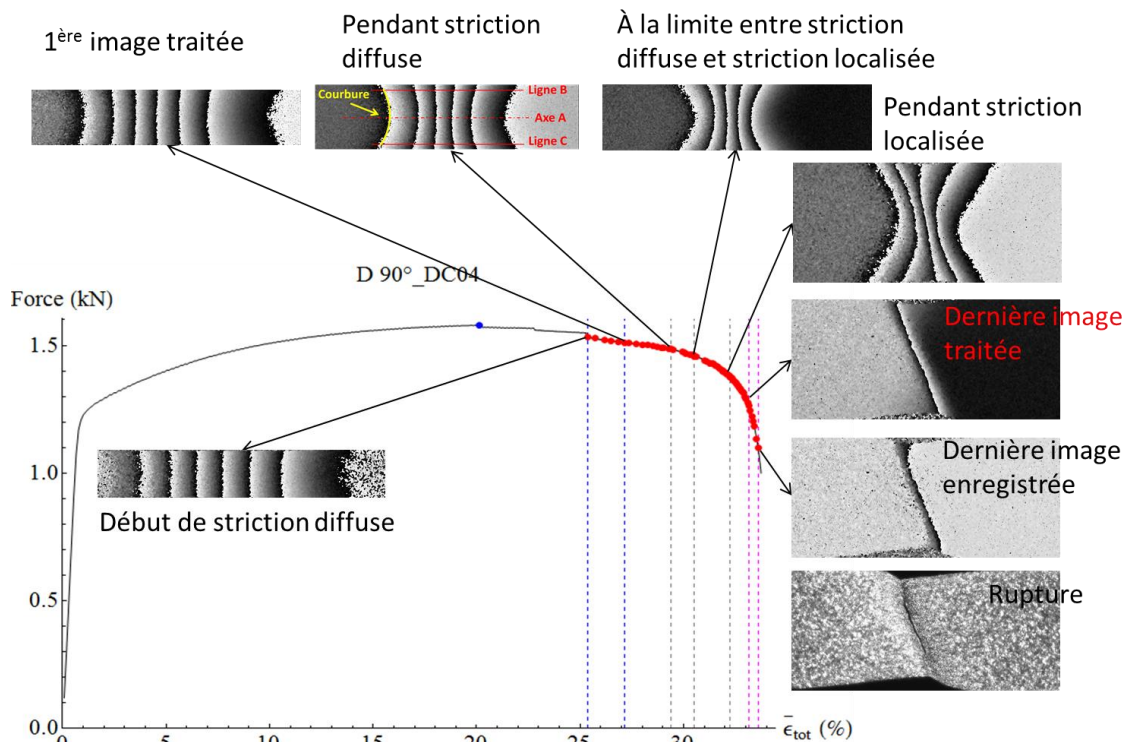 1ère image traitée
Pendant striction
diffuse
À la limite entre striction
diffuse et striction localisée
Courbure
Ligne B
Axe A
Ligne C
Pendant striction
localisée
D 90°_DC04
Force (kN)
1.5
1.0
0.5
0.0
Dernière image
traitée
Dernière image
enregistrée
Début de striction diffuse
Rupture
0
5
10
15
20
25
30
ε̄tot (%)